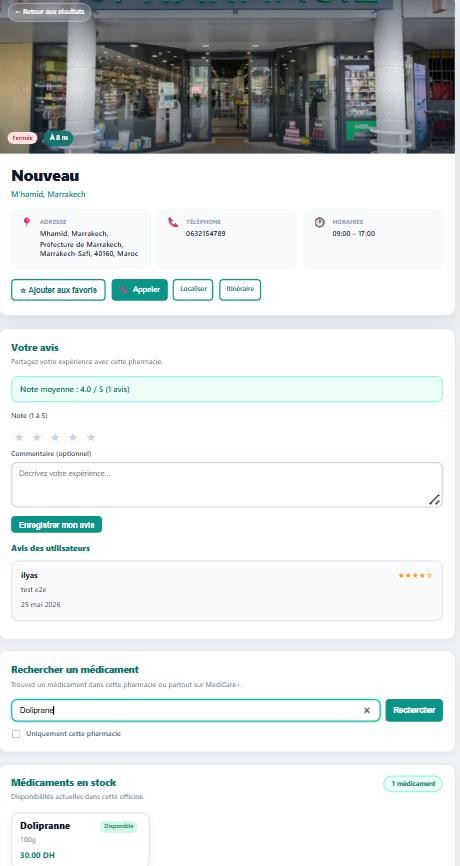 ← Retour aux résultats
Fermée
À 8 m
Nouveau
M'hamid, Marrakech
ADRESSE
Mhamid, Marrakech,
Préfecture de Marrakech,
Marrakech-Safi, 40160, Maroc
TÉLÉPHONE
0632154789
HORAIRES
09:00 – 17:00
☆ Ajouter aux favoris
Appeler
Localiser
Itinéraire
Votre avis
Partagez votre expérience avec cette pharmacie.
Note moyenne : 4.0 / 5 (1 avis)
Note (1 à 5)
★ ★ ★ ★ ★
Commentaire (optionnel)
Décrivez votre expérience...
Enregistrer mon avis
Avis des utilisateurs
ilyas
★★★★☆
test e2e
25 mai 2026
Rechercher un médicament
Trouvez un médicament dans cette pharmacie ou partout sur MediCare
Doliprane
×
Rechercher
Uniquement cette pharmacie
Médicaments en stock
1 médicament
Disponibilités actuelles dans cette officine.
Dolipranne
Disponible
100g
30.00 DH